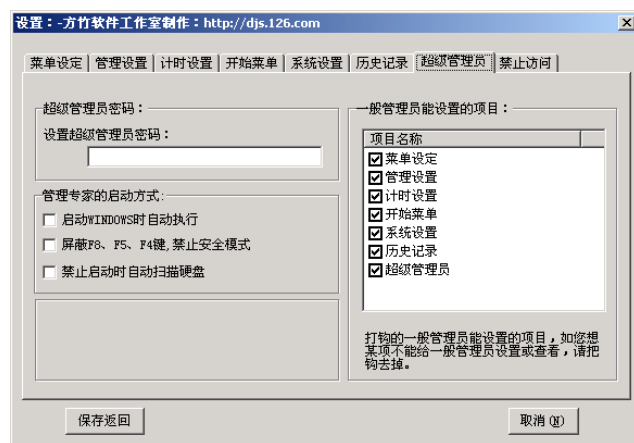 设置：-方竹软件工作室制作：http://djs.126.com
菜单设定 管理设置 计时设置 开始菜单 系统设置 历史记录 超级管理员 禁止访问
超级管理员密码：
设置超级管理员密码：
管理专家的启动方式:
启动WINDOWS时自动执行
屏蔽F8、F5、F4键,禁止安全模式
禁止启动时自动扫描硬盘
一般管理员能设置的项目：
项目名称
菜单设定
管理设置
计时设置
开始菜单
系统设置
历史记录
超级管理员
打钩的一般管理员能设置的项目，如您想
某项不能给一般管理员设置或查看，请把
钩去掉。
保存返回
取消(N)